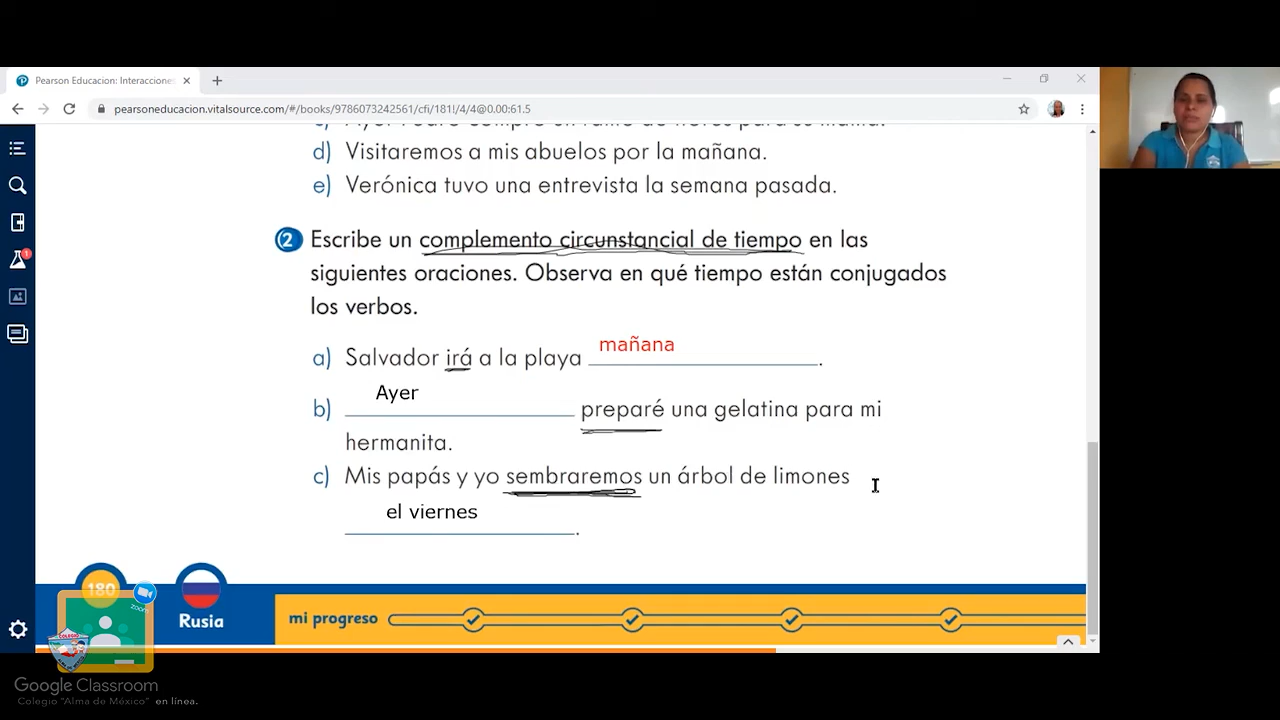 Pearson Educacion: Interacciones
pearsoneducacion.vitalsource.com/#/books/9786073242561/cfi/181!/4/4@0.00:61.5
d) Visitaremos a mis abuelos por la mañana.
e) Verónica tuvo una entrevista la semana pasada.
2 Escribe un complemento circunstancial de tiempo en las
siguientes oraciones. Observa en qué tiempo están conjugados
los verbos.
mañana
a) Salvador irá a la playa .
Ayer
b) preparé una gelatina para mi
hermanita.
c) Mis papás y yo sembraremos un árbol de limones
el viernes
.
180
zoom
Rusia
mi progreso
Google Classroom
Colegio "Alma de México" en línea.